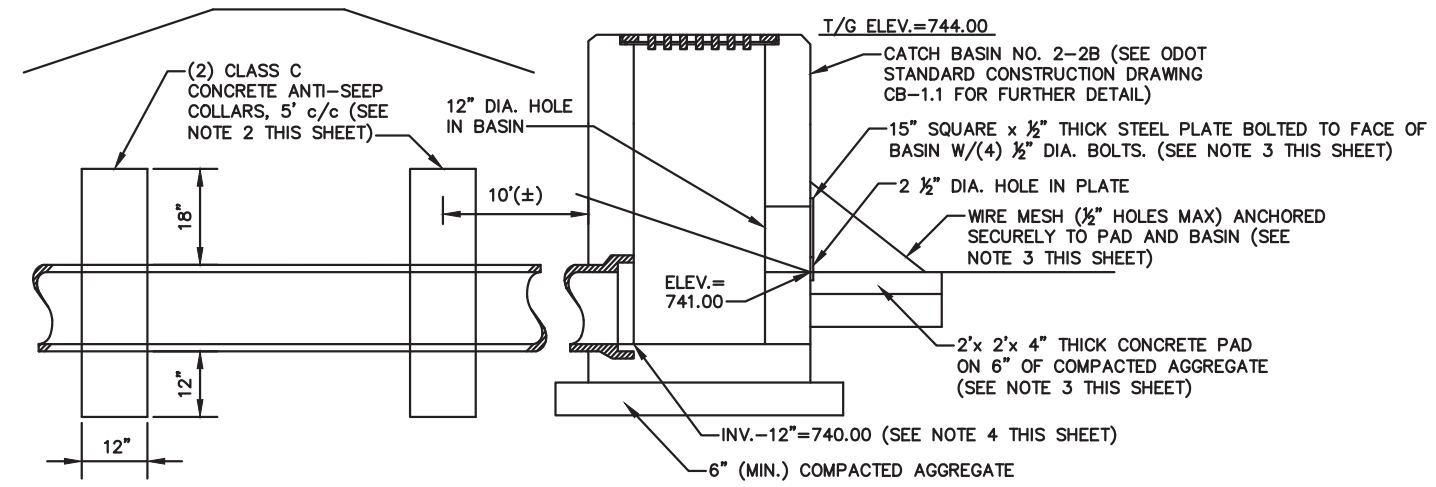 T/G ELEV.=744.00
(2) CLASS C
CONCRETE ANTI-SEEP
COLLARS, 5' c/c (SEE
NOTE 2 THIS SHEET)
12" DIA. HOLE
IN BASIN
CATCH BASIN NO. 2-2B (SEE ODOT
STANDARD CONSTRUCTION DRAWING
CB-1.1 FOR FURTHER DETAIL)
15" SQUARE x ½" THICK STEEL PLATE BOLTED TO FACE OF
BASIN W/(4) ½" DIA. BOLTS. (SEE NOTE 3 THIS SHEET)
2 ½" DIA. HOLE IN PLATE
WIRE MESH (½" HOLES MAX) ANCHORED
SECURELY TO PAD AND BASIN (SEE
NOTE 3 THIS SHEET)
10'(±)
18"
ELEV.=
741.00
2'x 2'x 4" THICK CONCRETE PAD
ON 6" OF COMPACTED AGGREGATE
(SEE NOTE 3 THIS SHEET)
12"
12"
INV.-12"=740.00 (SEE NOTE 4 THIS SHEET)
6" (MIN.) COMPACTED AGGREGATE